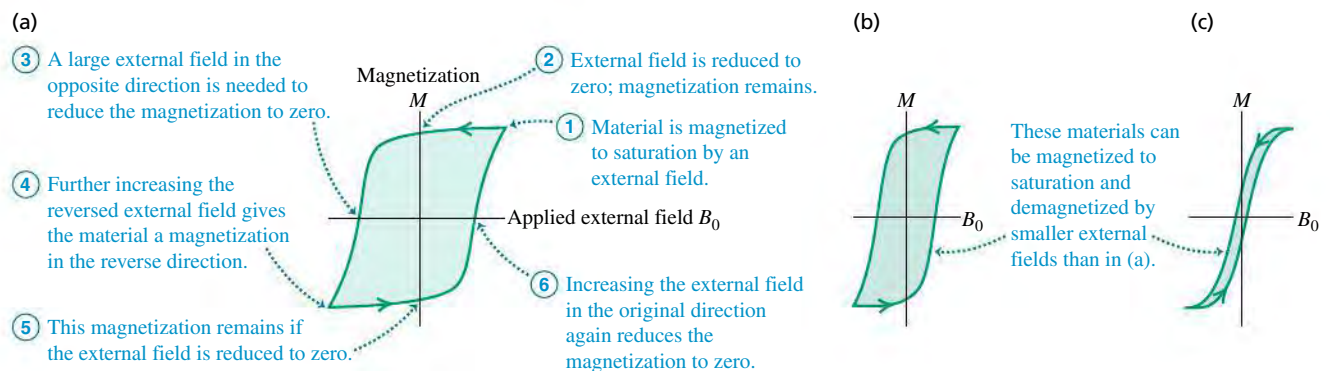 (a)
③ A large external field in the
opposite direction is needed to
reduce the magnetization to zero.
Magnetization
M
② External field is reduced to
zero; magnetization remains.
① Material is magnetized
to saturation by an
external field.
④ Further increasing the
reversed external field gives
the material a magnetization
in the reverse direction.
Applied external field B₀
⑤ This magnetization remains if
the external field is reduced to zero.
⑥ Increasing the external field
in the original direction
again reduces the
magnetization to zero.
(b)
M
B₀
These materials can
be magnetized to
saturation and
demagnetized by
smaller external
fields than in (a).
(c)
M
B₀